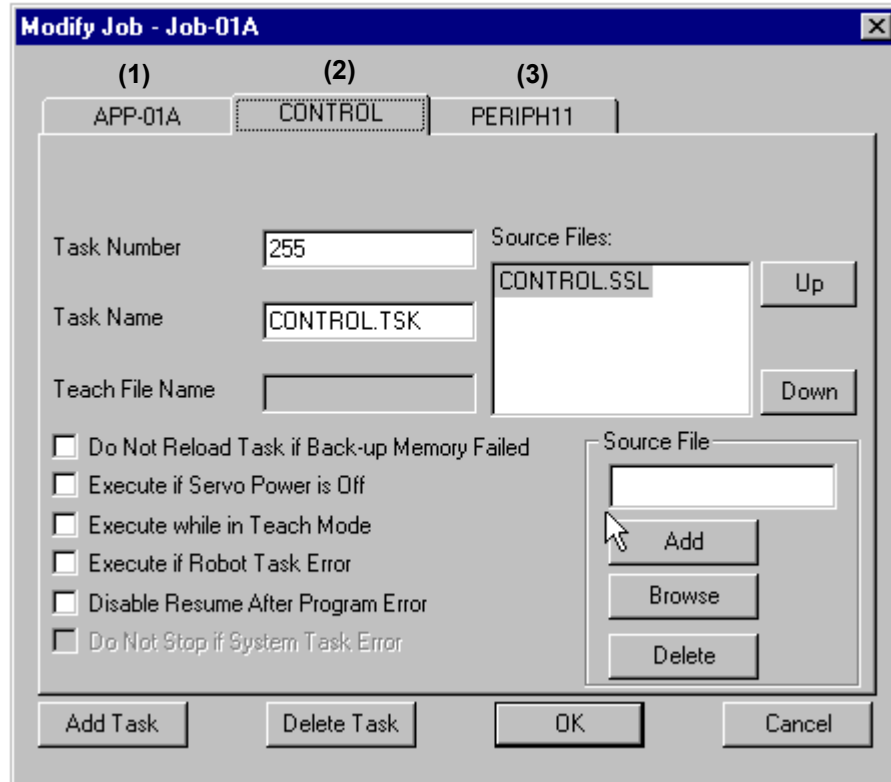 Modify Job - Job-01A
(1) (2) (3)
APP-01A CONTROL PERIPH11
Task Number 255
Source Files:
CONTROL.SSL
Up
Task Name CONTROL.TSK
Teach File Name
Down
Do Not Reload Task if Back-up Memory Failed
Source File
Execute if Servo Power is Off
Execute while in Teach Mode
Add
Execute if Robot Task Error
Browse
Disable Resume After Program Error
Do Not Stop if System Task Error
Delete
Add Task Delete Task OK Cancel